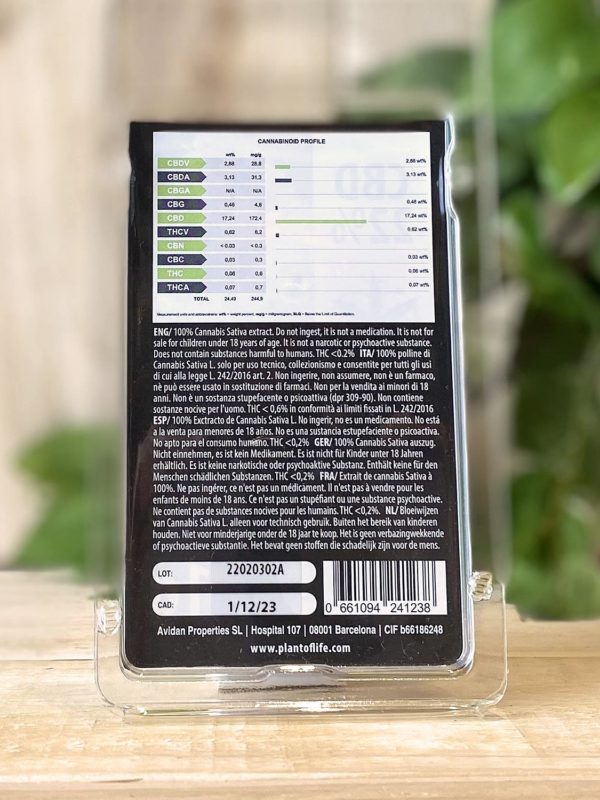 CANNABINOID PROFILE
wt% mg/g
CBDV 2,88 28,8 2,88 wt%
CBDA 3,13 31,3 3,13 wt%
CBGA N/A N/A
CBG 0,46 4,6 0,46 wt%
CBD 17,24 172,4 17,24 wt%
THCV 0,62 6,2 0,62 wt%
CBN < 0.03 < 0,3
CBC 0,03 0,3 0,03 wt%
THC 0,06 0,6 0,06 wt%
THCA 0,07 0,7 0,07 wt%
TOTAL 24,49 244,9
Measurement units and abbreviations: wt% = weight percent, mg/g = milligrem/gram, BLQ = Below the Limit of Quantitation.
ENG/ 100% Cannabis Sativa extract. Do not ingest, it is not a medication. It is not for
sale for children under 18 years of age. It is not a narcotic or psychoactive substance.
Does not contain substances harmful to humans. THC <0.2% ITA/ 100% polline di
Cannabis Sativa L. solo per uso tecnico, collezionismo e consentite per tutti gli usi
di cui alla legge L. 242/2016 art. 2. Non ingerire, non assumere, non è un farmaco,
nè può essere usato in sostituzione di farmaci. Non per la vendita ai minori di 18
anni. Non è un sostanza stupefacente o psicoattiva (dpr 309-90). Non contiene
sostanze nocive per l'uomo. THC < 0,6% in conformità ai limiti fissati in L. 242/2016
ESP/ 100% Exctracto de Cannabis Sativa L. No ingerir, no es un medicamento. No está
a la venta para menores de 18 años. No es una sustancia estupefaciente o psicoactiva.
No apto para el consumo humano. THC <0,2% GER/ 100% Cannabis Sativa auszug.
Nicht einnehmen, es ist kein Medikament. Es ist nicht für Kinder unter 18 Jahren
erhältlich. Es ist keine narkotische oder psychoaktive Substanz. Enthält keine für den
Menschen schädlichen Substanzen. THC <0,2% FRA/ Extrait de cannabis Sativa à
100%. Ne pas ingérer, ce n'est pas un médicament. Il n'est pas à vendre pour les
enfants de moins de 18 ans. Ce n'est pas un stupéfiant ou une substance psychoactive.
Ne contient pas de substances nocives pour les humains. THC <0,2%. NL/ Bloeiwijzen
van Cannabis Sativa L. alleen voor technisch gebruik. Buiten het bereik van kinderen
houden. Niet voor minderjarige onder de 18 jaar te koop. Het is geen verbazingwekkende
of psychoactieve substantie. Het bevat geen stoffen die schadelijk zijn voor de mens.
LOT: 22020302A
CAD: 1/12/23
0 661094 241238
Avidan Properties SL | Hospital 107 | 08001 Barcelona | CIF b66186248
www.plantoflife.com